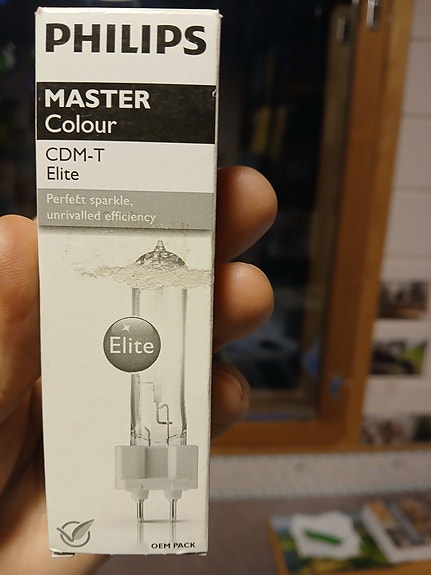 PHILIPS
MASTER
Colour
CDM-T
Elite
Perfect sparkle,
unrivalled efficiency
Elite
OEM PACK